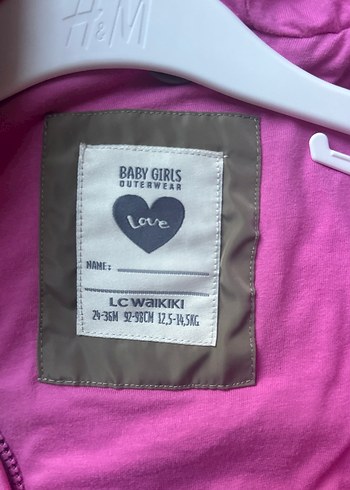 H&M
BABY GIRLS
OUTERWEAR
Love
NAME:
LC WAIKIKI
24-36M 92-98CM 12,5-14,5KG